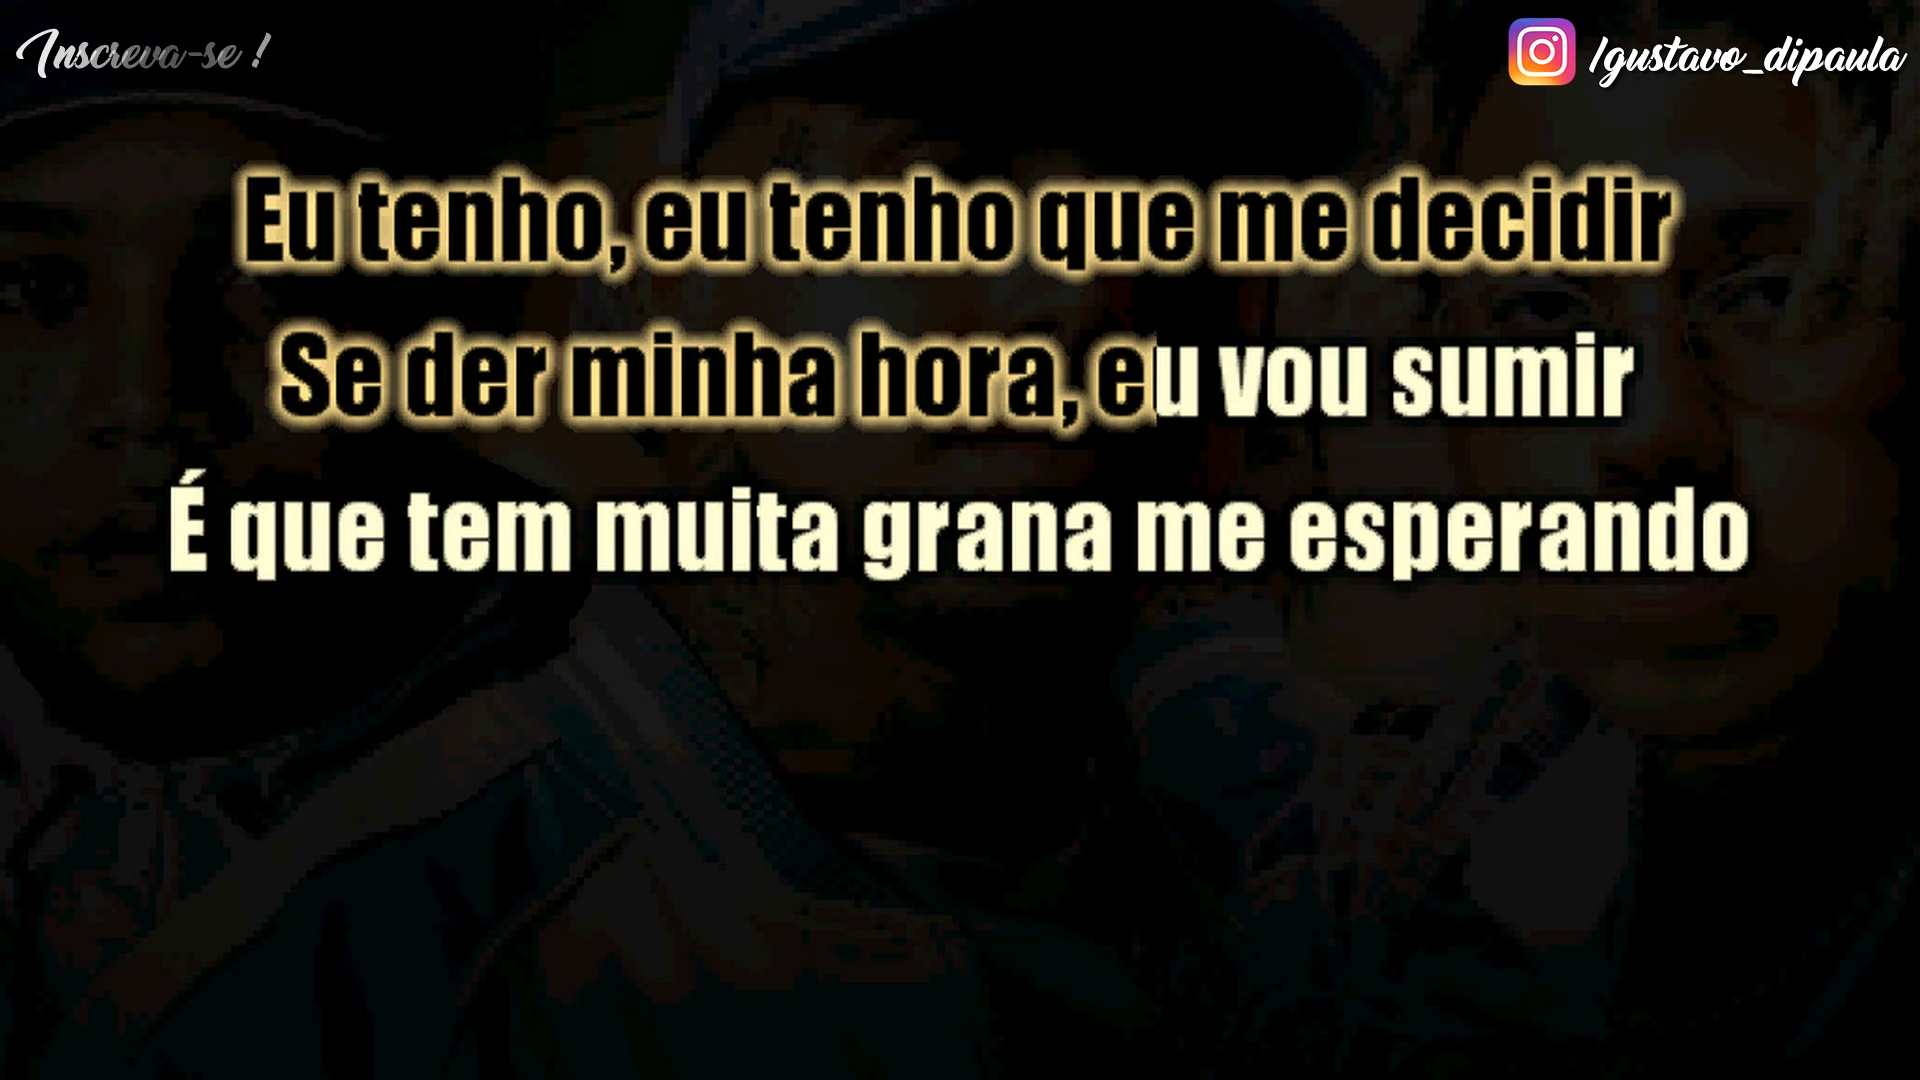 Inscreva-se !
/gustavo_dipaula
Eu tenho, eu tenho que me decidir
Se der minha hora, eu vou sumir
É que tem muita grana me esperando